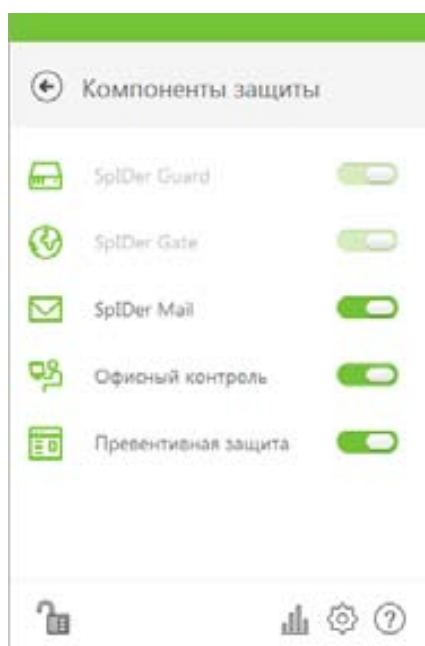 Компоненты защиты
SpIDer Guard
SpIDer Gate
SpIDer Mail
Офисный контроль
Превентивная защита